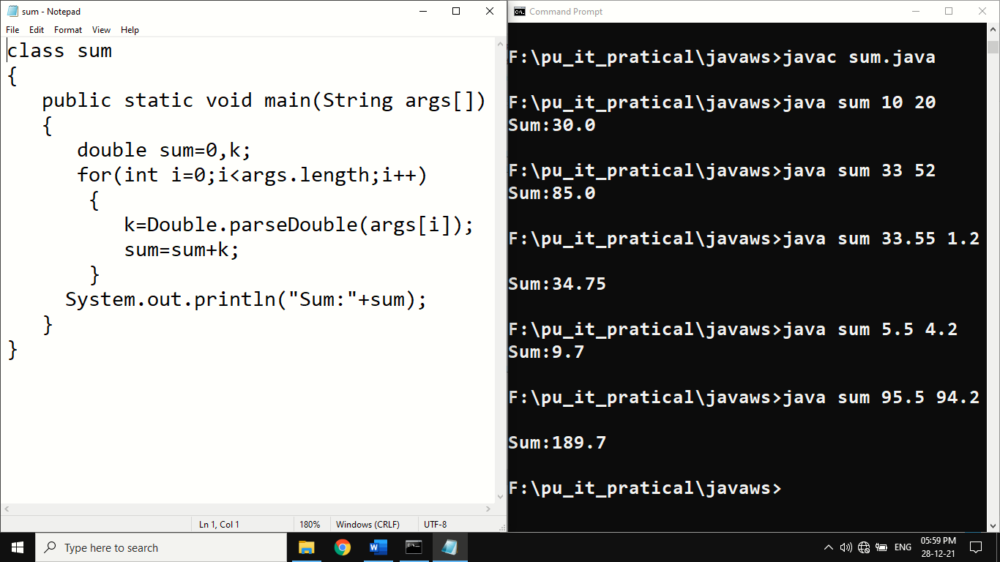 sum - Notepad
File Edit Format View Help
class sum
{
   public static void main(String args[])
   {
      double sum=0,k;
      for(int i=0;i<args.length;i++)
       {
          k=Double.parseDouble(args[i]);
          sum=sum+k;
       }
     System.out.println("Sum:"+sum);
   }
}
Ln 1, Col 1 180% Windows (CRLF) UTF-8
Command Prompt
F:\pu_it_pratical\javaws>javac sum.java
F:\pu_it_pratical\javaws>java sum 10 20
Sum:30.0
F:\pu_it_pratical\javaws>java sum 33 52
Sum:85.0
F:\pu_it_pratical\javaws>java sum 33.55 1.2
Sum:34.75
F:\pu_it_pratical\javaws>java sum 5.5 4.2
Sum:9.7
F:\pu_it_pratical\javaws>java sum 95.5 94.2
Sum:189.7
F:\pu_it_pratical\javaws>
Type here to search
ENG
05:59 PM
28-12-21